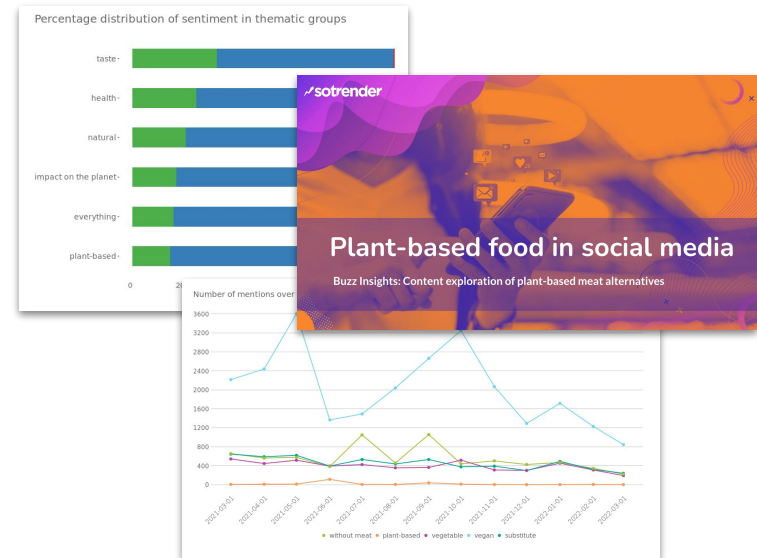 Percentage distribution of sentiment in thematic groups
taste
health
natural
impact on the planet
everything
plant-based
0
sotrender
Plant-based food in social media
Buzz Insights: Content exploration of plant-based meat alternatives
Number of mentions over
3600
3200
2800
2400
2000
1600
1200
800
400
0
2021-03-01
2021-04-01
2021-05-01
2021-06-01
2021-07-01
2021-08-01
2021-09-01
2021-10-01
2021-11-01
2021-12-01
2022-01-01
2022-02-01
2022-03-01
without meat plant-based vegetable vegan substitute